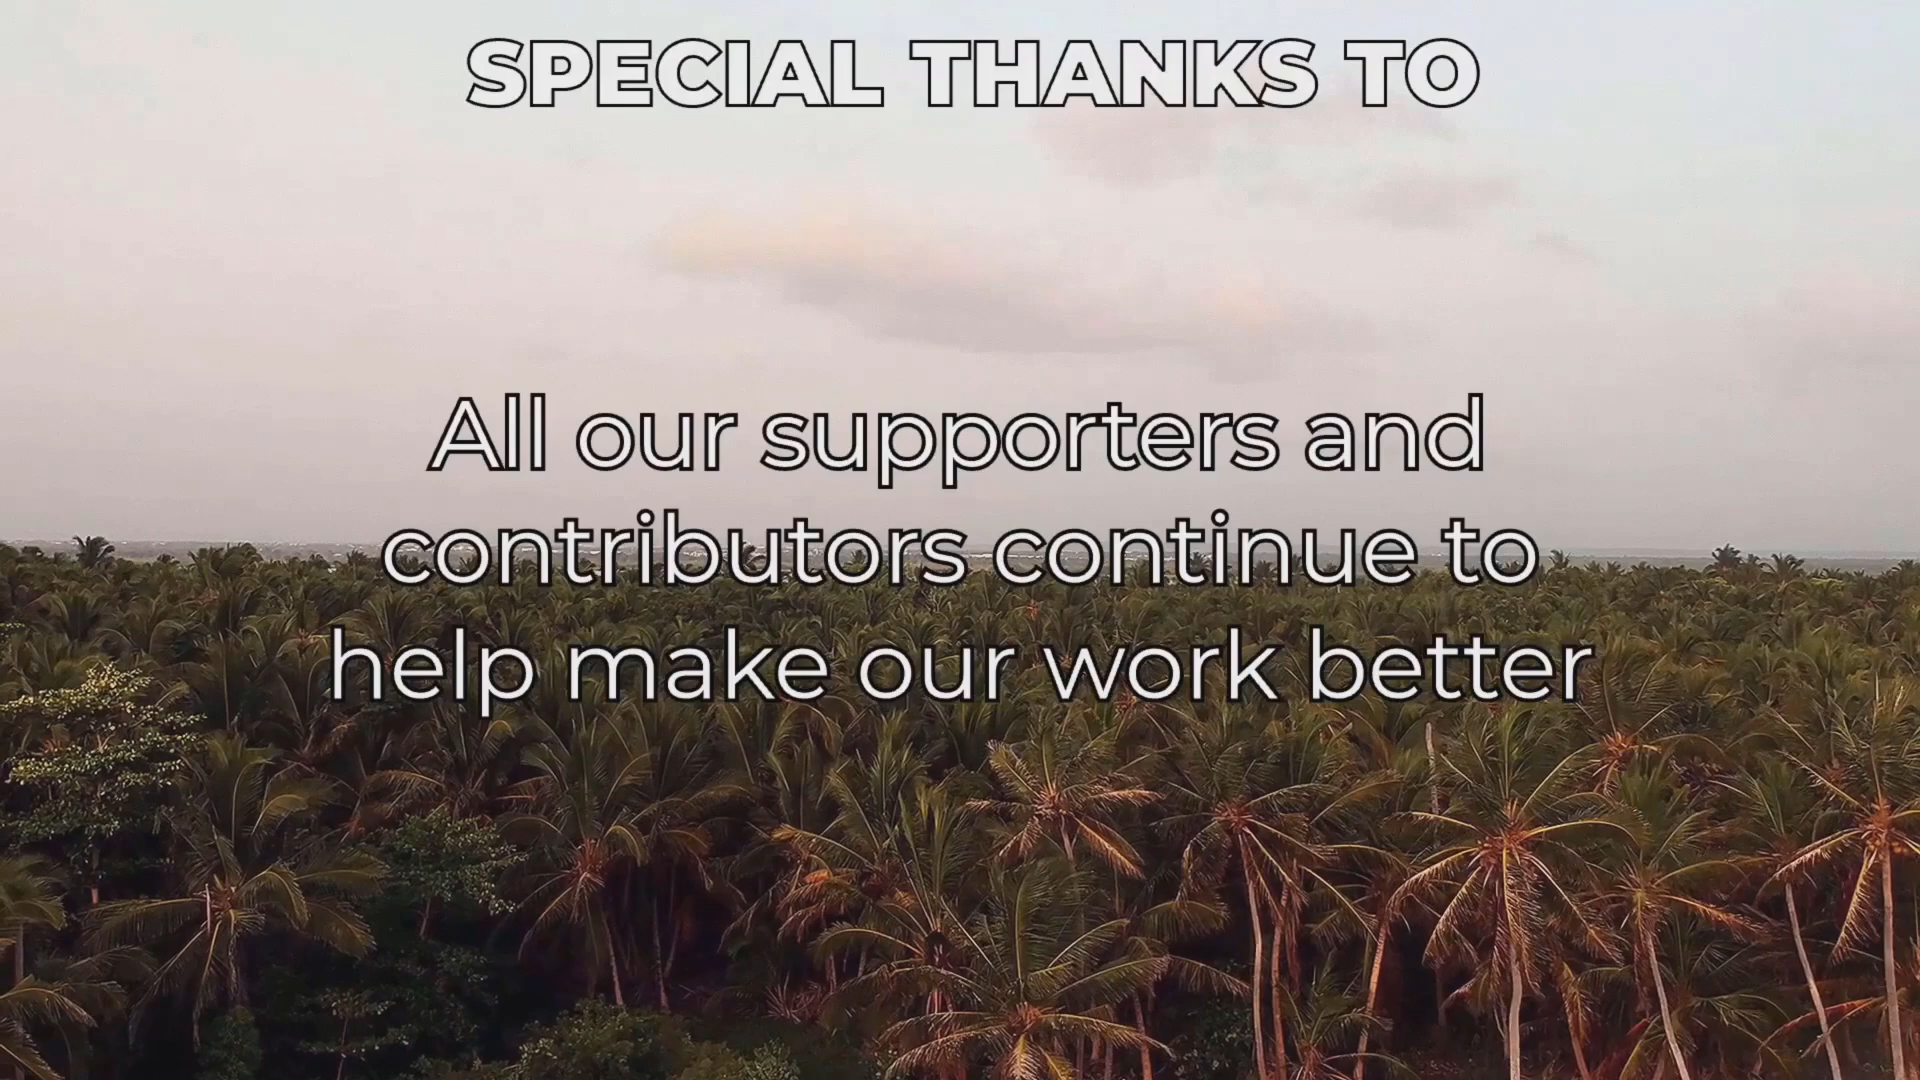 SPECIAL THANKS TO
All our supporters and
contributors continue to
help make our work better